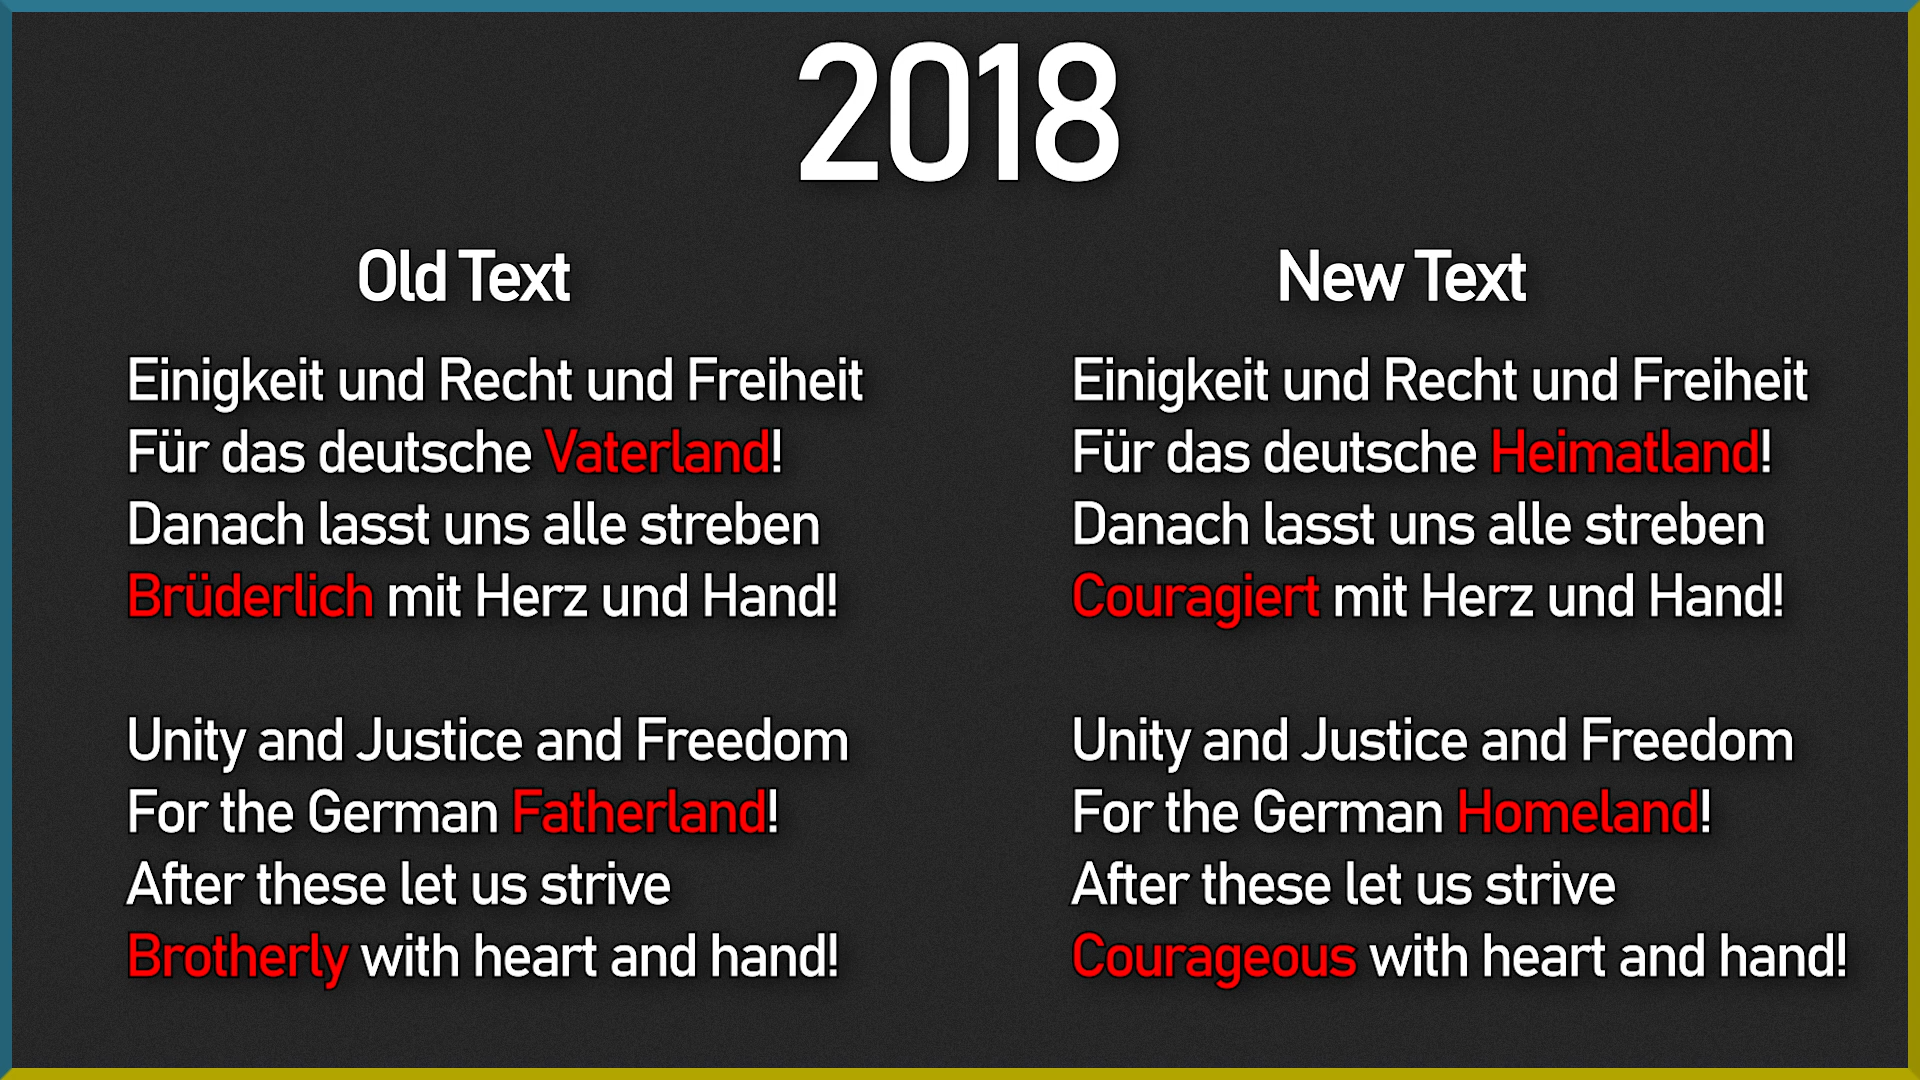 2018
Old Text
Einigkeit und Recht und Freiheit
Für das deutsche Vaterland!
Danach lasst uns alle streben
Brüderlich mit Herz und Hand!
Unity and Justice and Freedom
For the German Fatherland!
After these let us strive
Brotherly with heart and hand!
New Text
Einigkeit und Recht und Freiheit
Für das deutsche Heimatland!
Danach lasst uns alle streben
Couragiert mit Herz und Hand!
Unity and Justice and Freedom
For the German Homeland!
After these let us strive
Courageous with heart and hand!